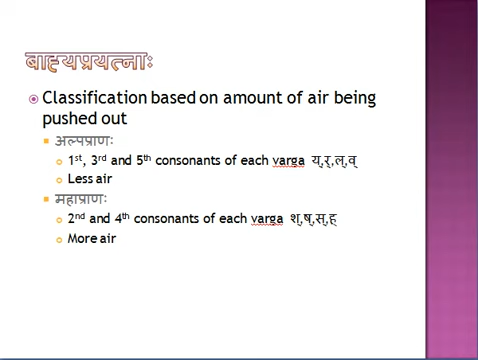 बाह्यप्रयत्नाः
Classification based on amount of air being
pushed out
अल्पप्राणः
1st, 3rd and 5th consonants of each varga य्,र्,ल्,व्
Less air
महाप्राणः
2nd and 4th consonants of each varga श्,ष्,स्,ह्
More air